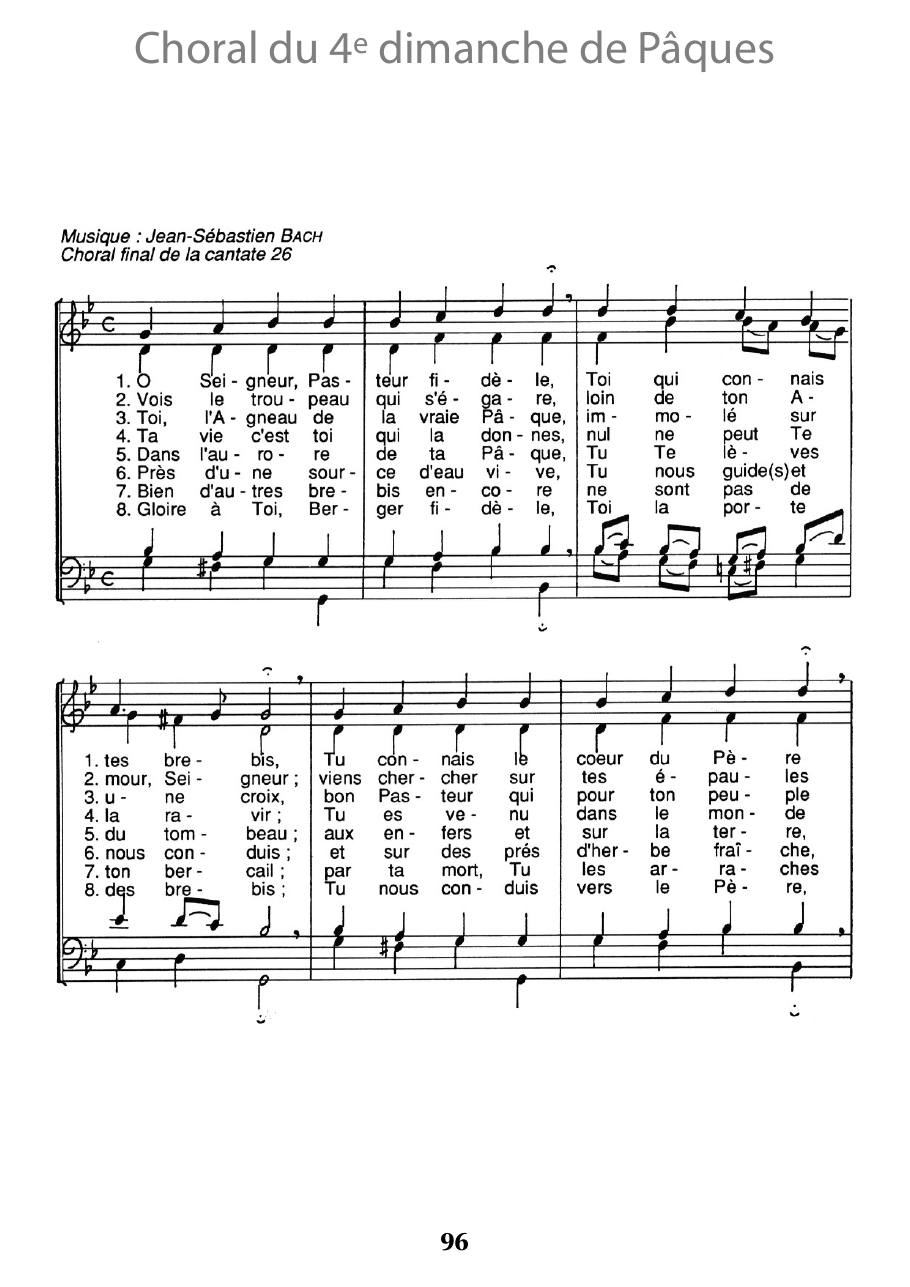 Choral du 4e dimanche de Pâques
Musique : Jean-Sébastien BACH
Choral final de la cantate 26
1. O Sei - gneur, Pas - teur fi - dè - le, Toi qui con - nais
2. Vois le trou - peau qui s'é - ga - re, loin de ton A -
3. Toi, l'A - gneau de la vraie Pâ - que, im - mo - lé sur
4. Ta vie c'est toi qui la don - nes, nul ne peut Te
5. Dans l'au - ro - re de ta Pâ - que, Tu Te lè - ves
6. Près d'u - ne sour - ce d'eau vi - ve, Tu nous guide(s)et
7. Bien d'au - tres bre - bis en - co - re ne sont pas de
8. Gloire à Toi, Ber - ger fi - dè - le, Toi la por - te
1. tes bre - bis, Tu con - nais le coeur du Pè - re
2. mour, Sei - gneur ; viens cher - cher sur tes é - pau - les
3. u - ne croix, bon Pas - teur qui pour ton peu - ple
4. la ra - vir ; Tu es ve - nu dans le mon - de
5. du tom - beau ; aux en - fers et sur la ter - re,
6. nous con - duis ; et sur des prés d'her - be fraî - che,
7. ton ber - cail ; par ta mort, Tu les ar - ra - ches
8. des bre - bis ; Tu nous con - duis vers le Pè - re,
96